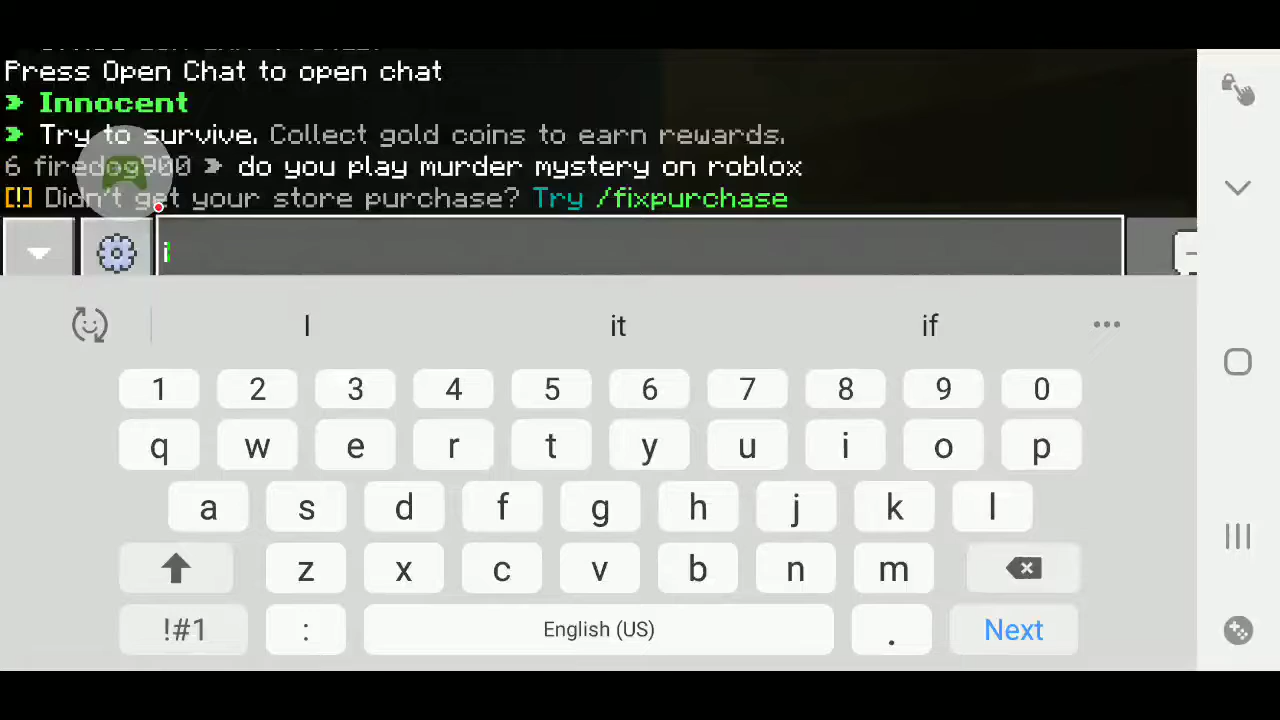 Press Open Chat to open chat
Innocent
Try to survive. Collect gold coins to earn rewards.
6 firedog900 » do you play murder mystery on roblox
[!] Didn't get your store purchase? Try /fixpurchase
i
I it if
1 2 3 4 5 6 7 8 9 0
q w e r t y u i o p
a s d f g h j k l
z x c v b n m
!#1 : English (US) . Next